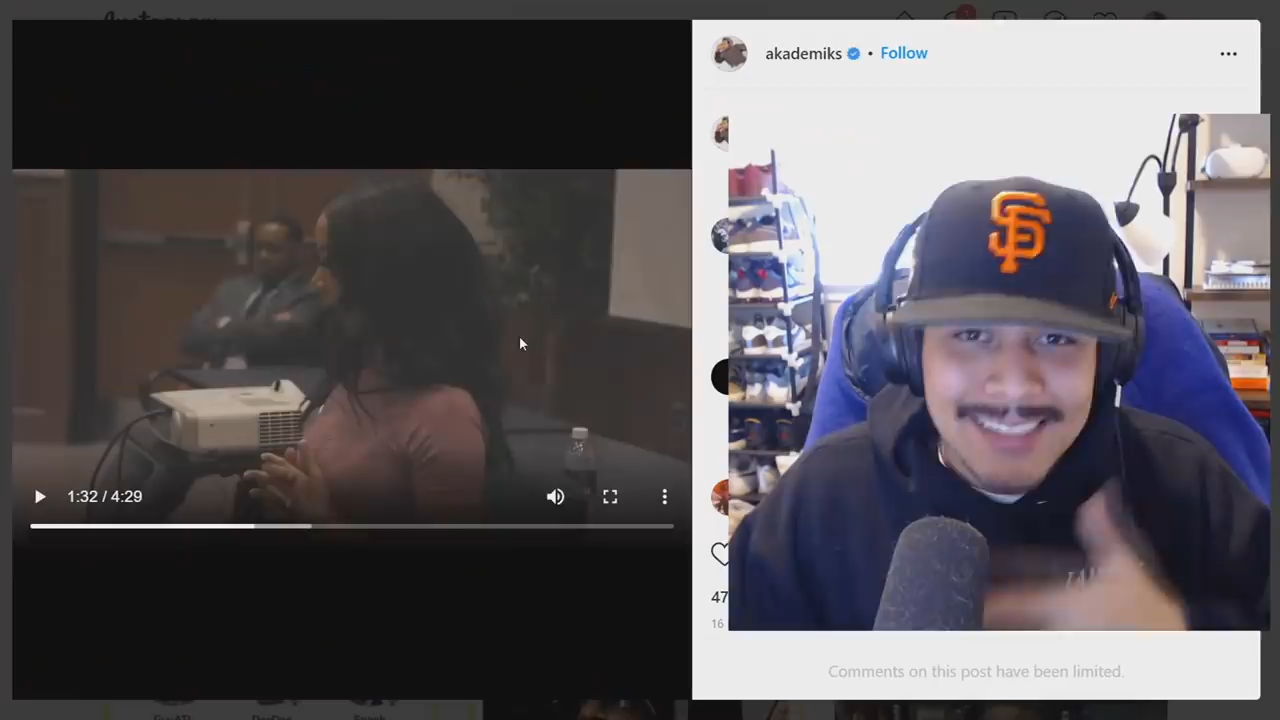 akademiks • Follow
SF
1:32 / 4:29
47
16
Comments on this post have been limited.